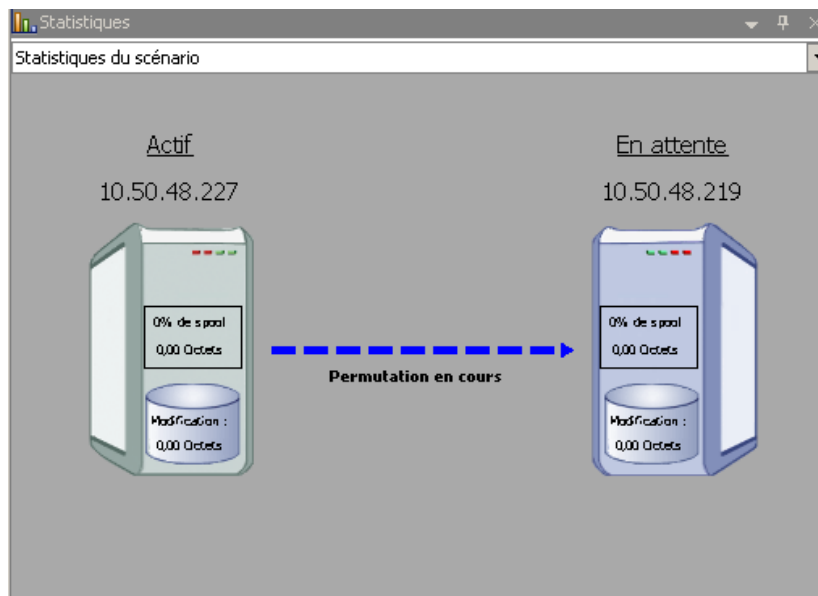 Statistiques
Statistiques du scénario
Actif
En attente
10.50.48.227
10.50.48.219
0% de spool
0,00 Octets
Modification :
0,00 Octets
Permutation en cours
0% de spool
0,00 Octets
Modification :
0,00 Octets